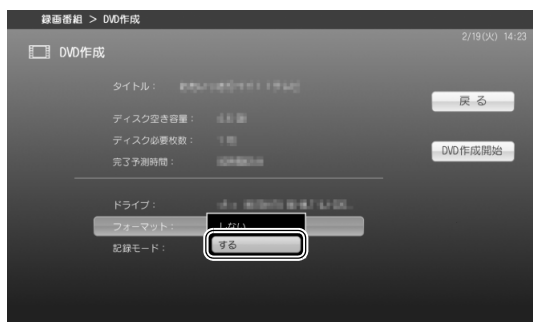 録画番組 > DVD作成
2/19(火) 14:23
DVD作成
タイトル：
戻る
ディスク空き容量：
ディスク必要枚数：
DVD作成開始
完了予測時間：
ドライブ：
フォーマット：
しない
する
記録モード：